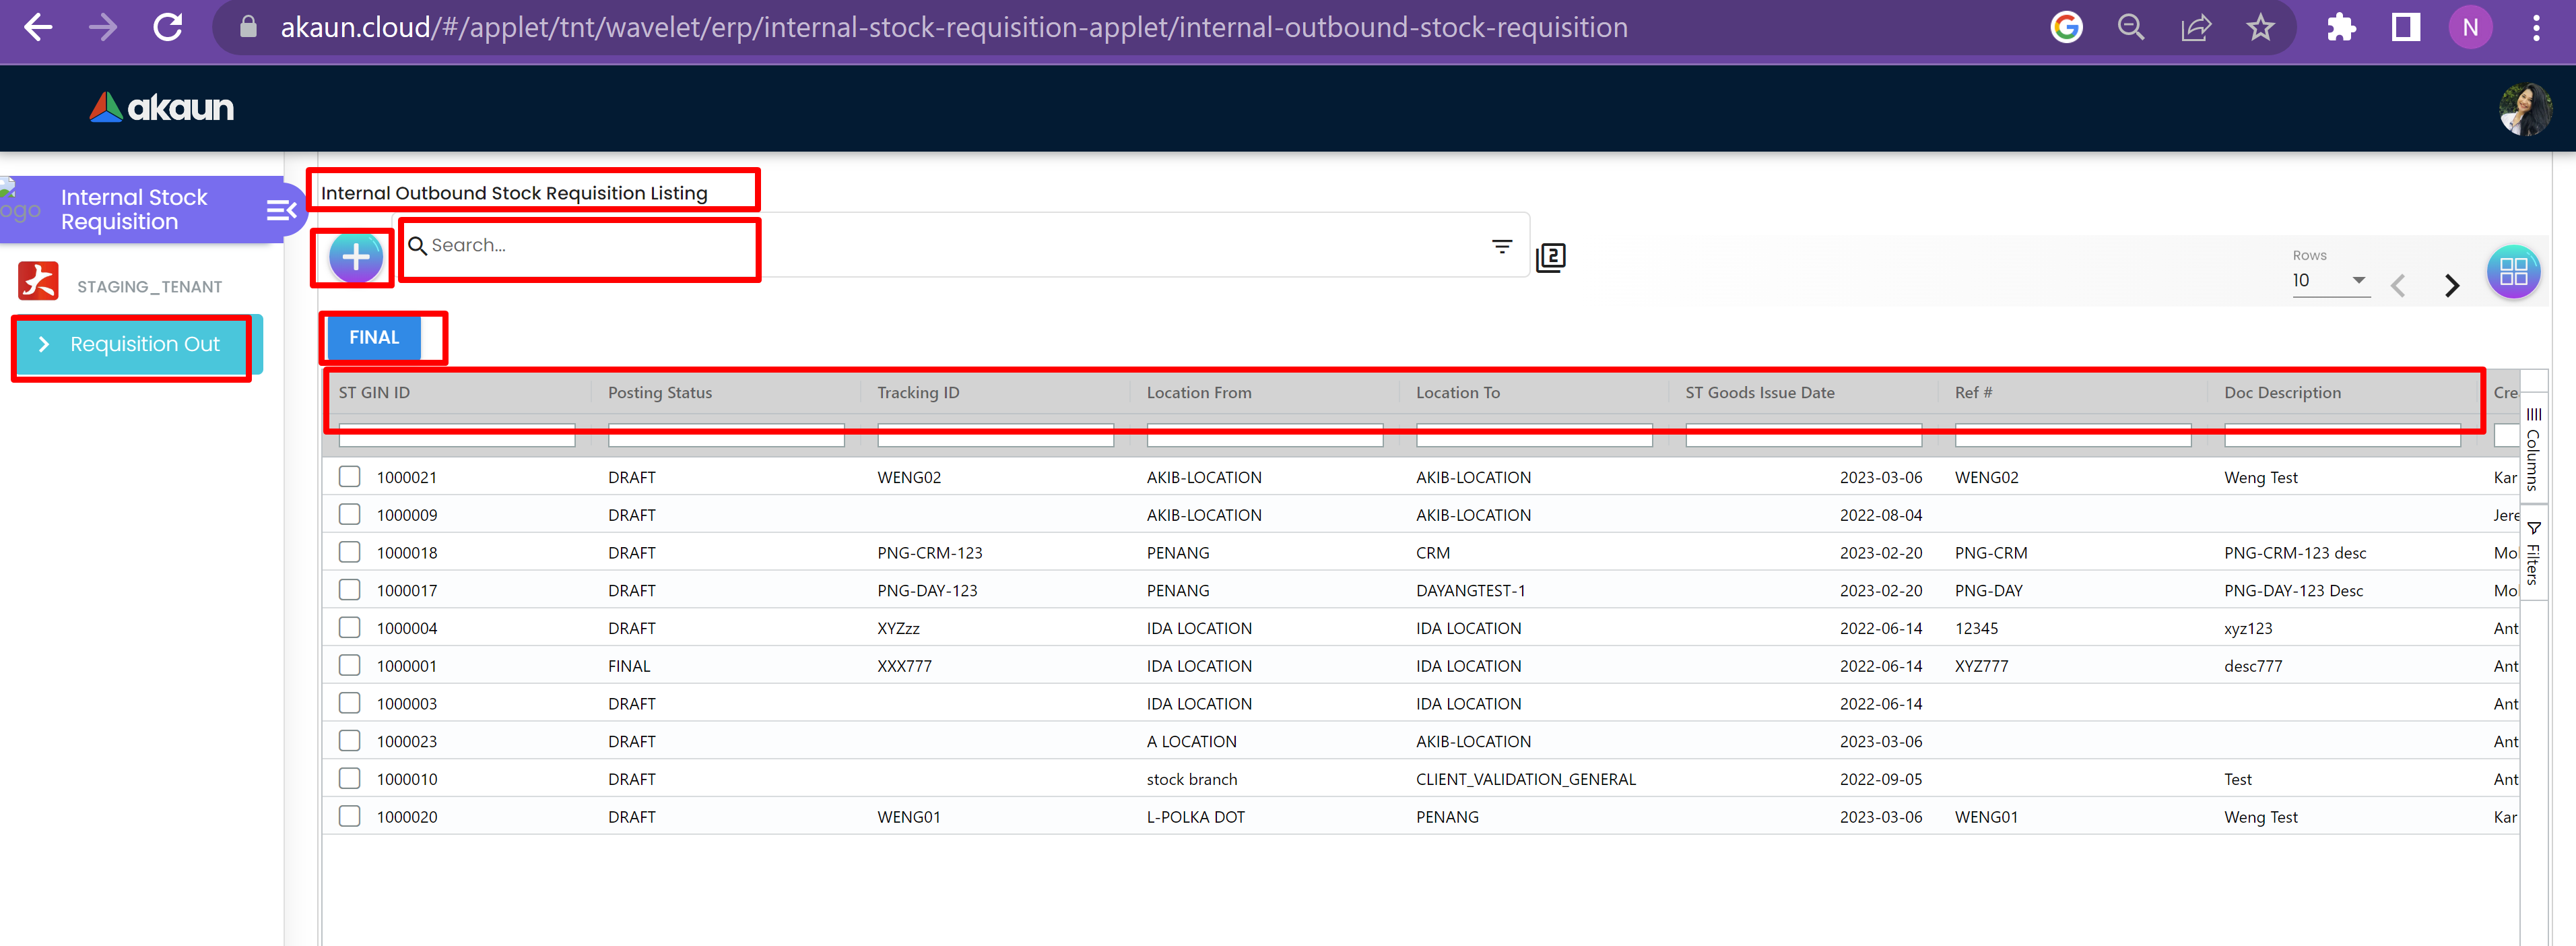 akaun.cloud/#/applet/tnt/wavelet/erp/internal-stock-requisition-applet/internal-outbound-stock-requisition
N
akaun
ogo
Internal Stock
Requisition
STAGING_TENANT
Requisition Out
Internal Outbound Stock Requisition Listing
Search...
2
Rows
10
FINAL
ST GIN ID Posting Status Tracking ID Location From Location To ST Goods Issue Date Ref # Doc Description Cre
1000021 DRAFT WENG02 AKIB-LOCATION AKIB-LOCATION 2023-03-06 WENG02 Weng Test Kar
1000009 DRAFT AKIB-LOCATION AKIB-LOCATION 2022-08-04 Jere
1000018 DRAFT PNG-CRM-123 PENANG CRM 2023-02-20 PNG-CRM PNG-CRM-123 desc Mo
1000017 DRAFT PNG-DAY-123 PENANG DAYANGTEST-1 2023-02-20 PNG-DAY PNG-DAY-123 Desc Mo
1000004 DRAFT XYZzz IDA LOCATION IDA LOCATION 2022-06-14 12345 xyz123 Ant
1000001 FINAL XXX777 IDA LOCATION IDA LOCATION 2022-06-14 XYZ777 desc777 Ant
1000003 DRAFT IDA LOCATION IDA LOCATION 2022-06-14 Ant
1000023 DRAFT A LOCATION AKIB-LOCATION 2023-03-06 Ant
1000010 DRAFT stock branch CLIENT_VALIDATION_GENERAL 2022-09-05 Test Ant
1000020 DRAFT WENG01 L-POLKA DOT PENANG 2023-03-06 WENG01 Weng Test Kar
Columns
Filters